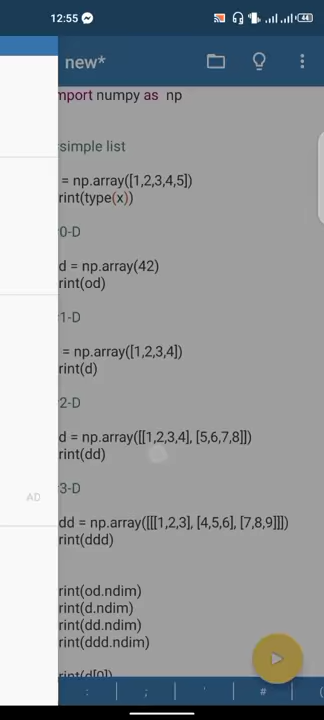 12:55
44
new*
mport numpy as np
simple list
= np.array([1,2,3,4,5])
rint(type(x))
0-D
d = np.array(42)
rint(od)
1-D
= np.array([1,2,3,4])
rint(d)
2-D
d = np.array([[1,2,3,4], [5,6,7,8]])
rint(dd)
3-D
dd = np.array([[[1,2,3], [4,5,6], [7,8,9]]])
rint(ddd)
AD
rint(od.ndim)
rint(d.ndim)
rint(dd.ndim)
rint(ddd.ndim)
rint(d[0])
: ; ' # (